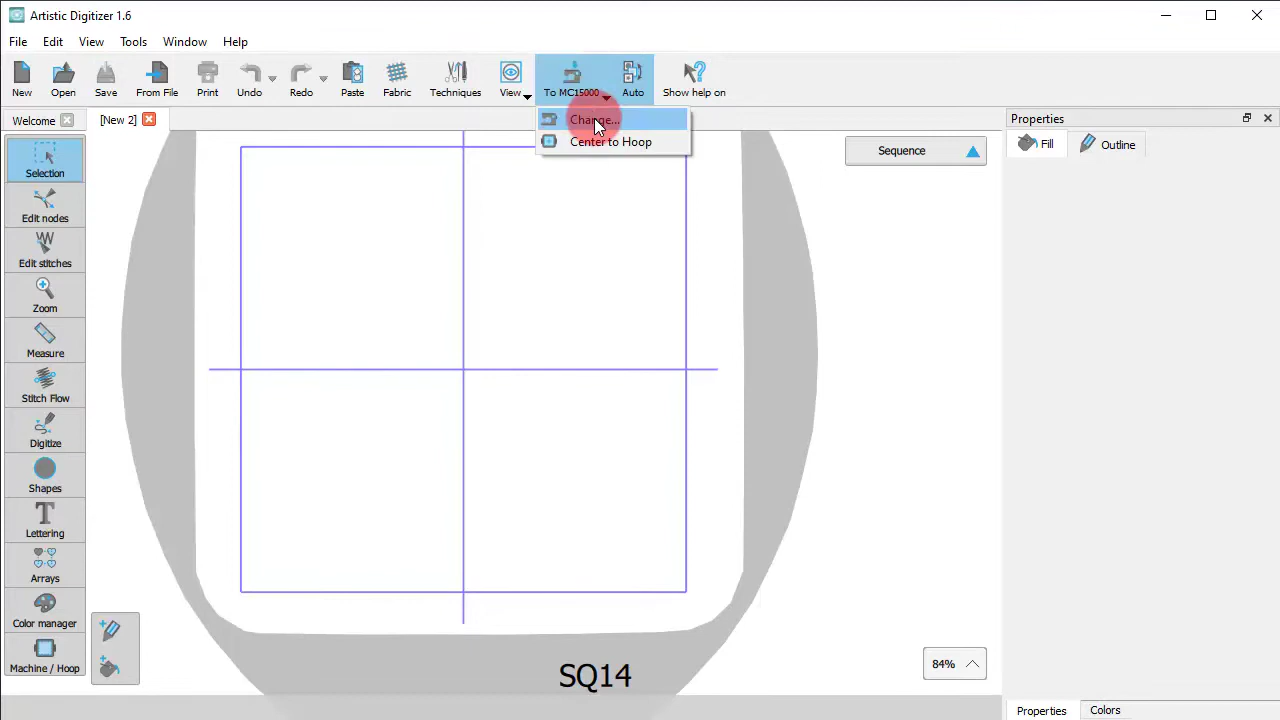 Artistic Digitizer 1.6
File Edit View Tools Window Help
New Open Save From File Print Undo Redo Paste Fabric Techniques View To MC15000 Auto Show help on
Welcome [New 2]
Change...
Center to Hoop
Sequence
Properties
Fill Outline
Selection
Edit nodes
Edit stitches
Zoom
Measure
Stitch Flow
Digitize
Shapes
Lettering
Arrays
Color manager
Machine / Hoop
SQ14
84%
Properties Colors